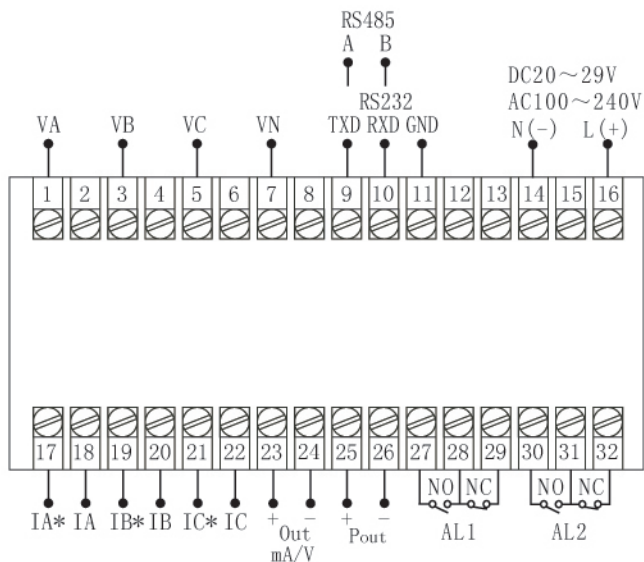 RS485
A B
DC20～29V
RS232
AC100～240V
VA VB VC VN TXD RXD GND N(-) L(+)
1 2 3 4 5 6 7 8 9 10 11 12 13 14 15 16
17 18 19 20 21 22 23 24 25 26 27 28 29 30 31 32
NO NC NO NC
IA* IA IB* IB IC* IC + - + -
Out Pout AL1 AL2
mA/V